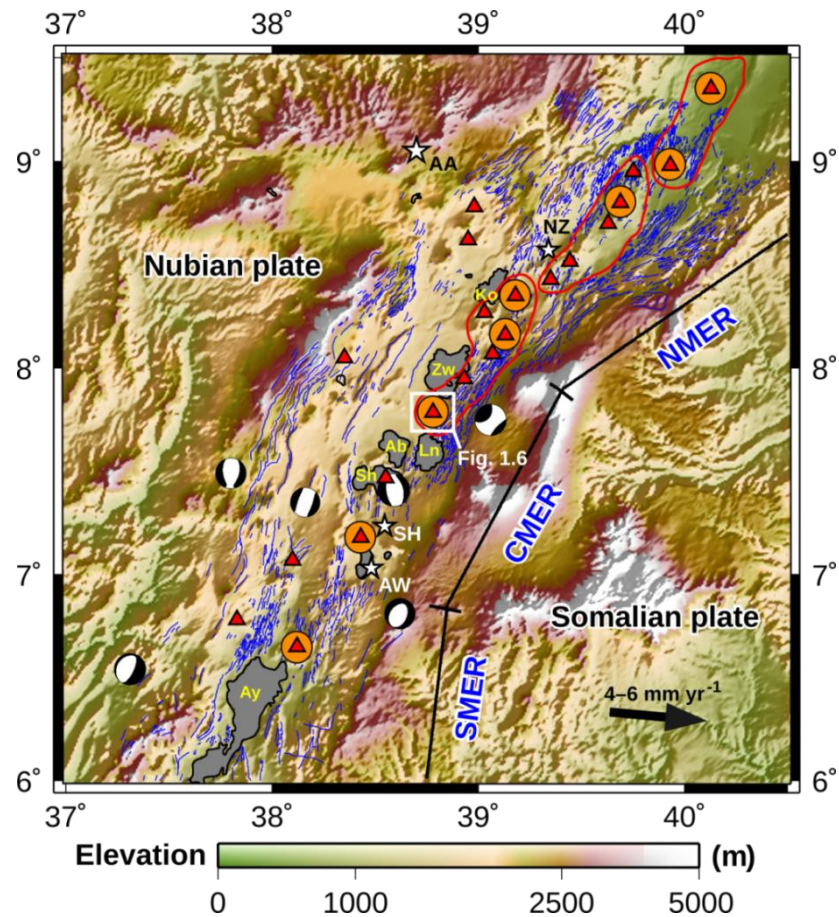 37° 38° 39° 40°
9° 9°
8° 8°
7° 7°
6° 6°
AA
NZ
Nubian plate
Ko
NMER
Zw
Ab
Ln
Fig. 1.6
Sh
CMER
SH
AW
Somalian plate
Ay
SMER
4–6 mm yr⁻¹
37° 38° 39° 40°
Elevation (m)
0 1000 2500 5000